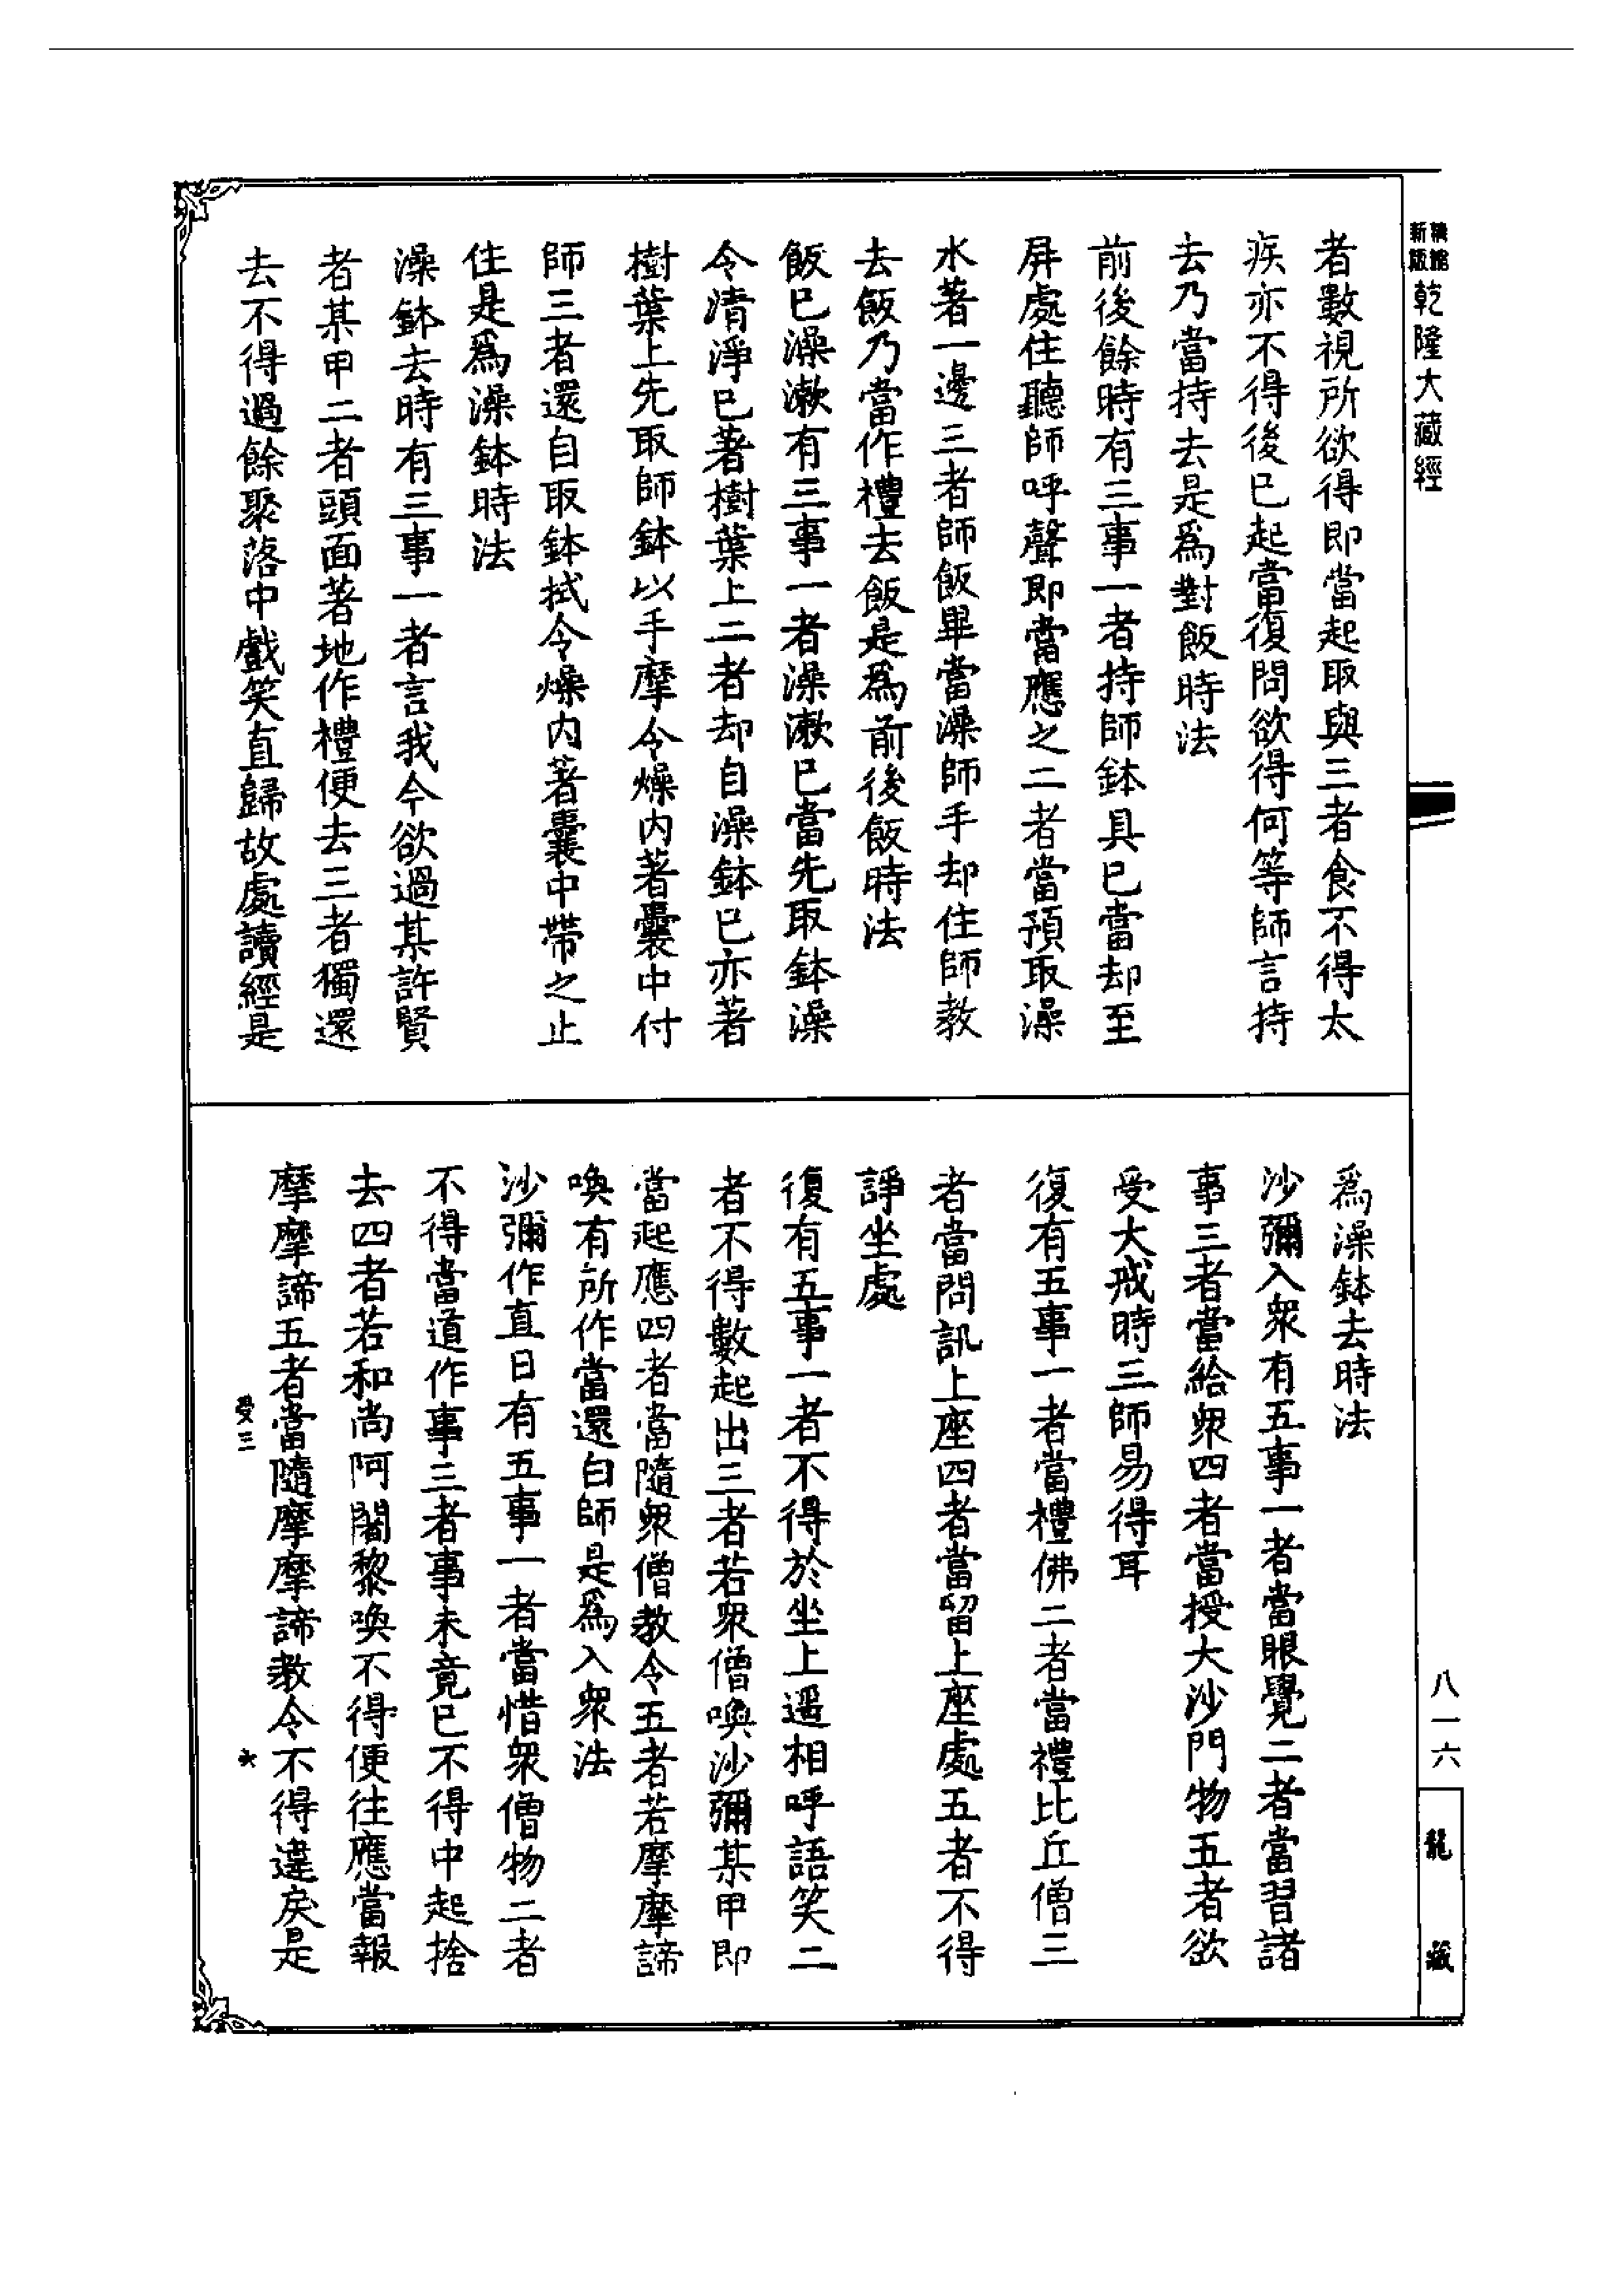 新版
乾隆大藏經
者數視所欲得即當起取與三者食不得太
疾亦不得後已起當復問欲得何等師言持
去乃當持去是爲對飯時法
前後餘時有三事一者持師鉢具已當却至
屏處住聽師呼聲即當應之二者當預取澡
水著一邊三者師飯畢當澡師手却住師教
去飯乃當作禮去飯是爲前後飯時法
飯已澡漱有三事一者澡漱已當先取鉢澡
令清淨已著樹葉上二者却自澡鉢已亦著
樹葉上先取師鉢以手摩令燥内著囊中付
師三者還自取鉢拭令燥内著囊中帶之止
住是爲澡鉢時法
澡鉢去時有三事一者言我今欲過某許賢
者某甲二者頭面著地作禮便去三者獨還
去不得過餘聚落中戲笑直歸故處讀經是
爲澡鉢去時法
沙彌入衆有五事一者當眼覺二者當習諸
事三者當給衆四者當授大沙門物五者欲
受大戒時三師易得耳
復有五事一者當禮佛二者當禮比丘僧三
者當問訊上座四者當留上座處五者不得
諍坐處
復有五事一者不得於坐上遥相呼語笑二
者不得數起出三者若衆僧喚沙彌某甲即
當起應四者當隨衆僧教令五者若摩摩諦
喚有所作當還白師是爲入衆法
沙彌作直日有五事一者當惜衆僧物二者
不得當道作事三者事未竟已不得中起捨
去四者若和尚阿闍黎喚不得便往應當報
摩摩諦五者當隨摩摩諦教令不得違戾是
受三
六
八一六
龍藏